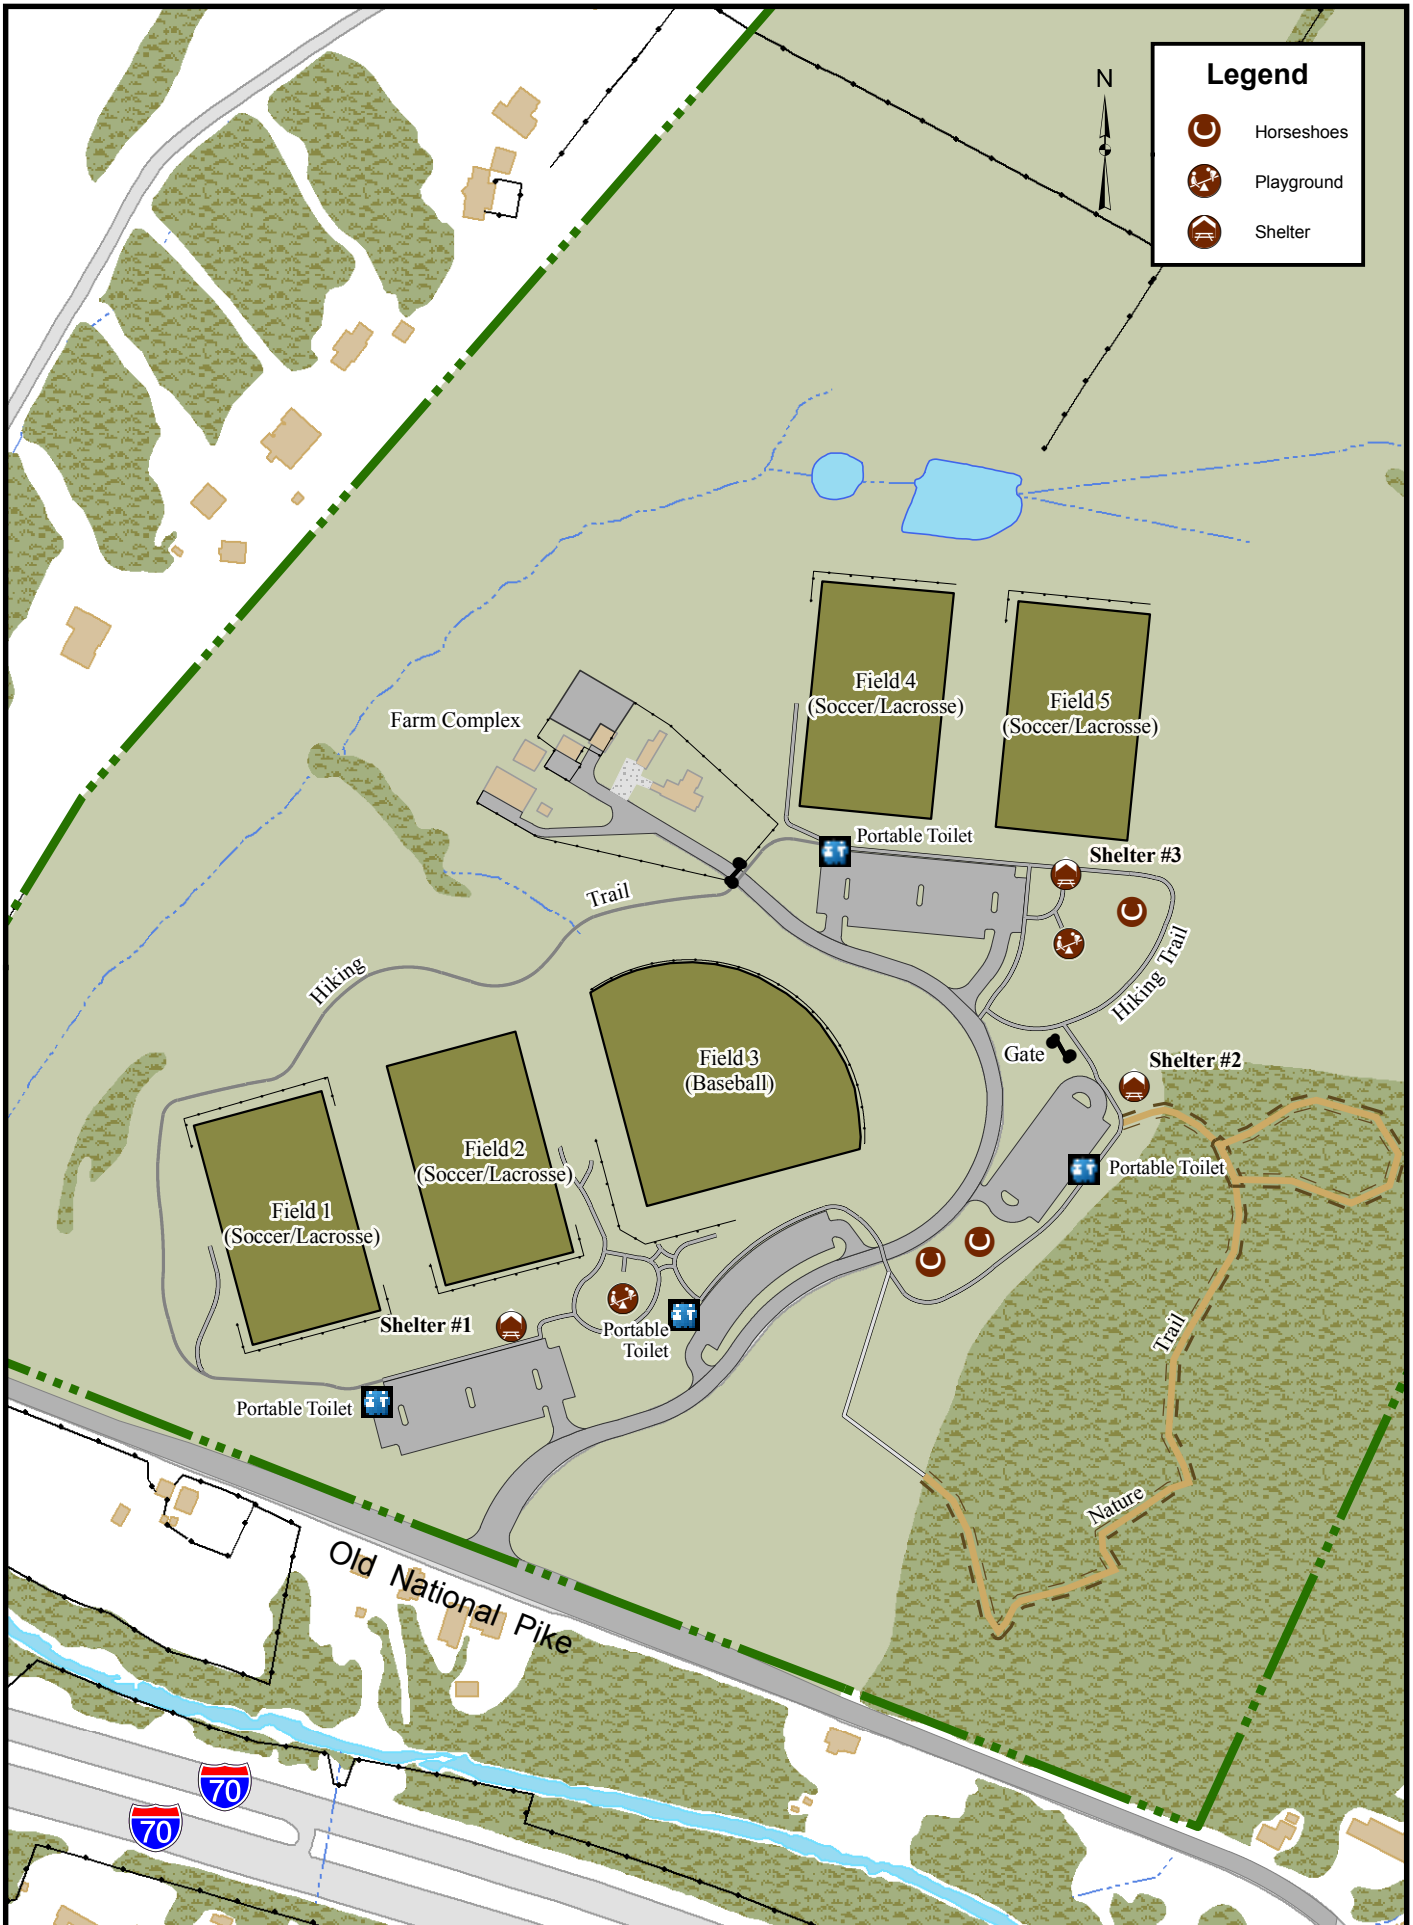 Legend
N
Horseshoes
Playground
Shelter
Field 4
(Soccer/Lacrosse)
Field 5
(Soccer/Lacrosse)
Farm Complex
Portable Toilet
Shelter #3
Trail
Hiking
Hiking Trail
Gate
Shelter #2
Field 3
(Baseball)
Field 2
(Soccer/Lacrosse)
Portable Toilet
Field 1
(Soccer/Lacrosse)
Shelter #1
Portable
Toilet
Trail
Portable Toilet
Nature
Old National Pike
70
70